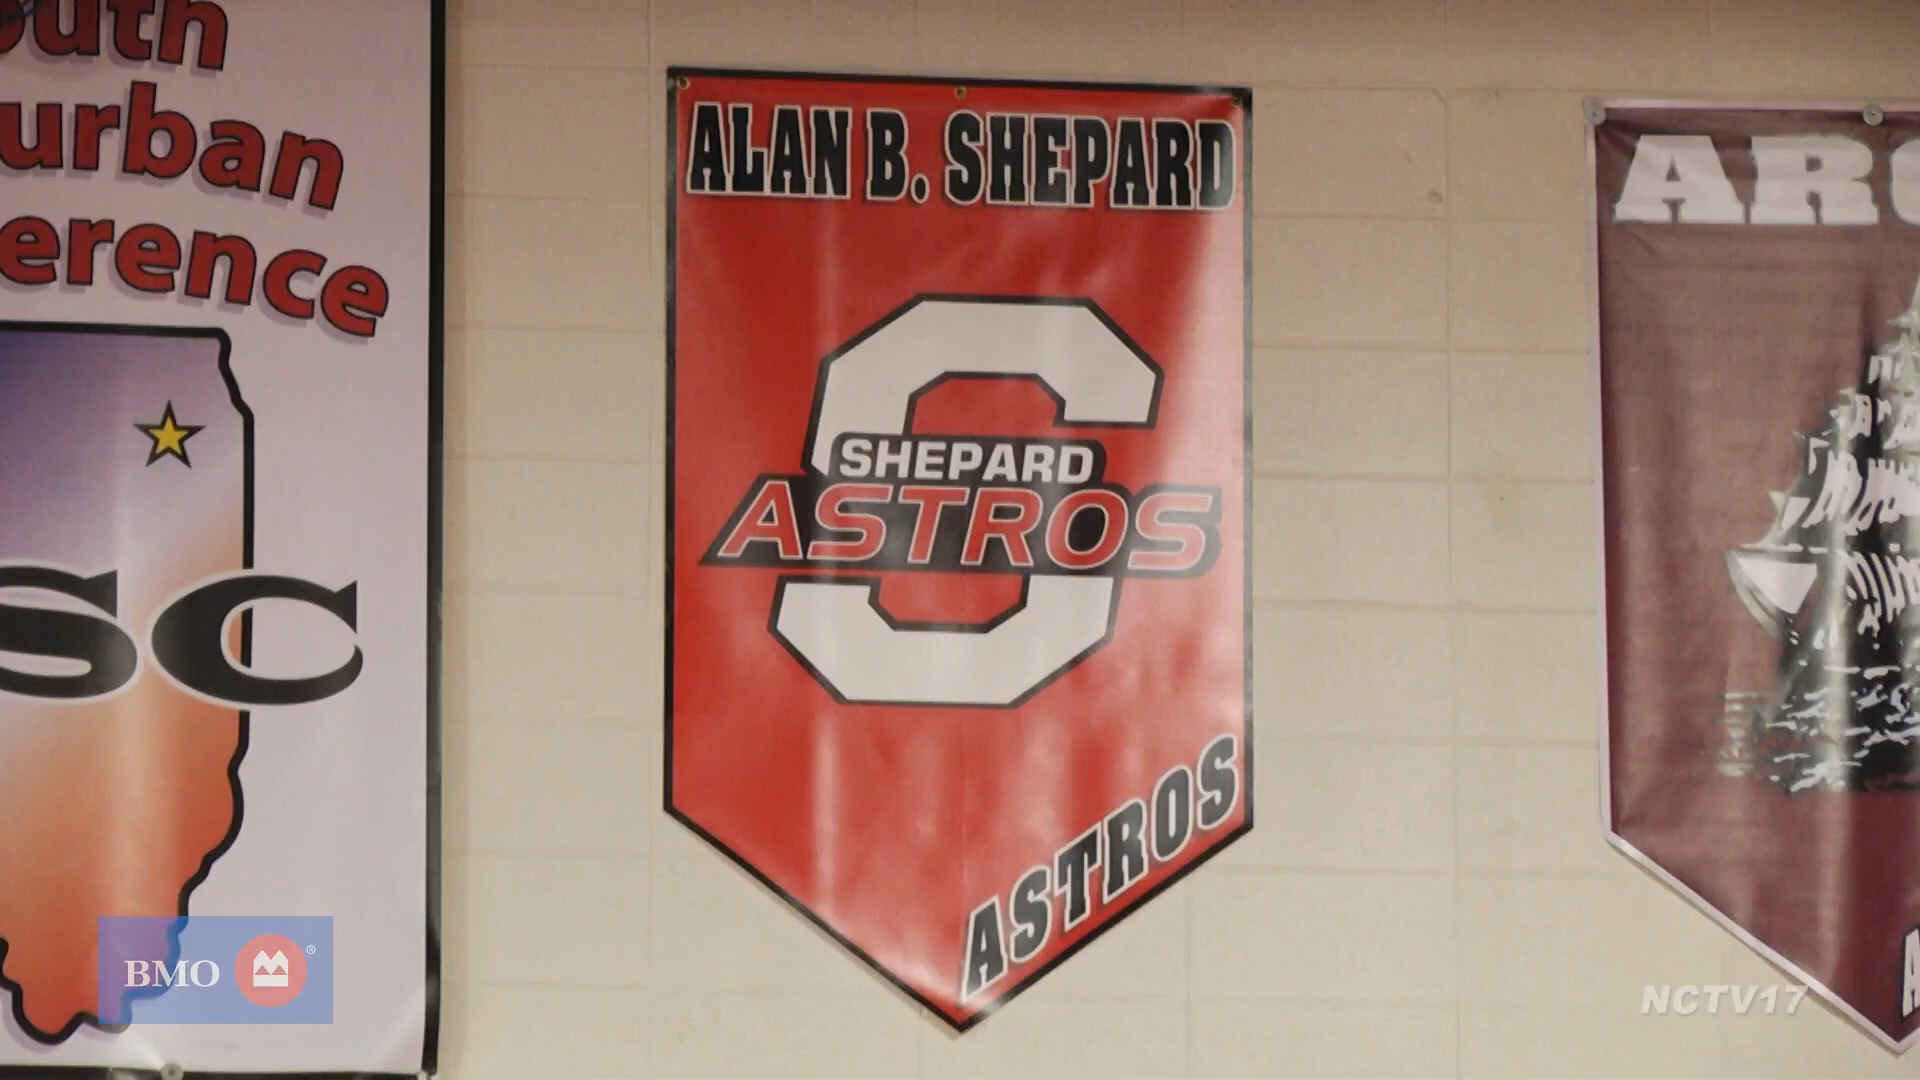 outh
urban
erence
SC
ALAN B. SHEPARD
SHEPARD
ASTROS
ASTROS
AR
BMO
®
NCTV17